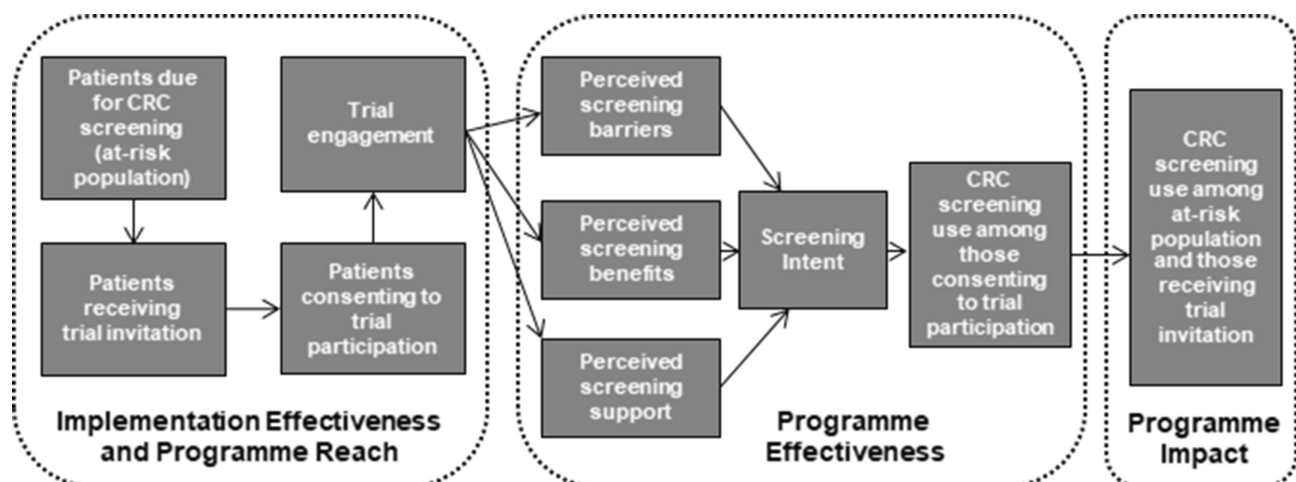 Patients due
for CRC
screening
(at-risk
population)
Patients
receiving
trial invitation
Patients
consenting to
trial
participation
Trial
engagement
Implementation Effectiveness
and Programme Reach
Perceived
screening
barriers
Perceived
screening
benefits
Perceived
screening
support
Screening
Intent
CRC
screening
use among
those
consenting
to trial
participation
Programme
Effectiveness
CRC
screening
use among
at-risk
population
and those
receiving
trial
invitation
Programme
Impact